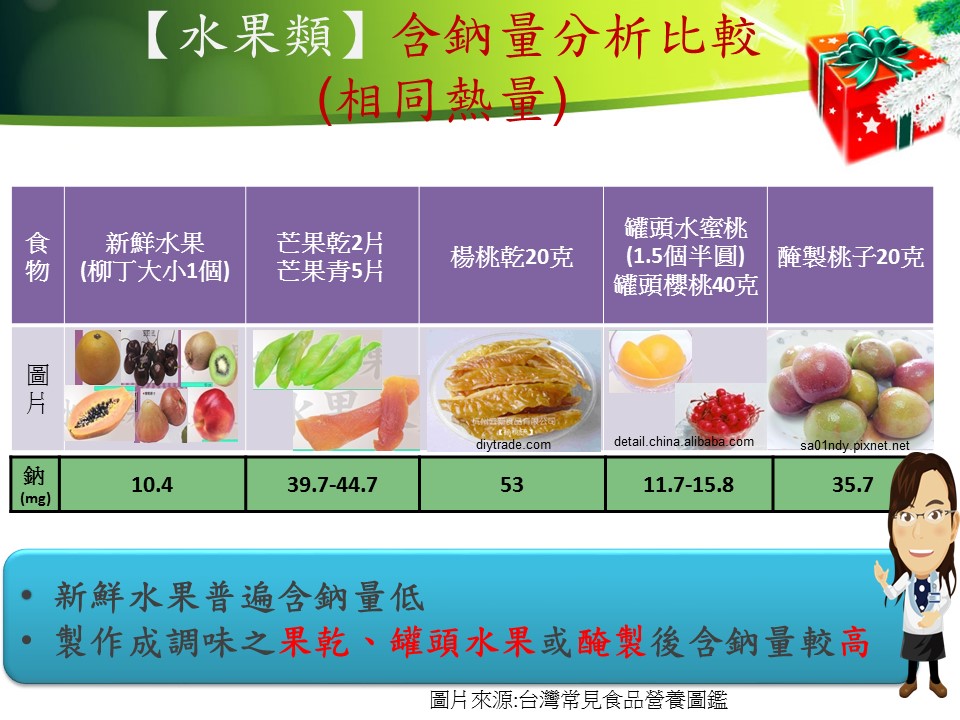 【水果類】含鈉量分析比較
(相同熱量)
食物
新鮮水果
(柳丁大小1個)
芒果乾2片
芒果青5片
楊桃乾20克
罐頭水蜜桃
(1.5個半圓)
罐頭櫻桃40克
醃製桃子20克
圖片
diytrade.com
detail.china.alibaba.com
sa01ndy.pixnet.net
鈉
(mg)
10.4
39.7-44.7
53
11.7-15.8
35.7
• 新鮮水果普遍含鈉量低
• 製作成調味之果乾、罐頭水果或醃製後含鈉量較高
圖片來源:台灣常見食品營養圖鑑